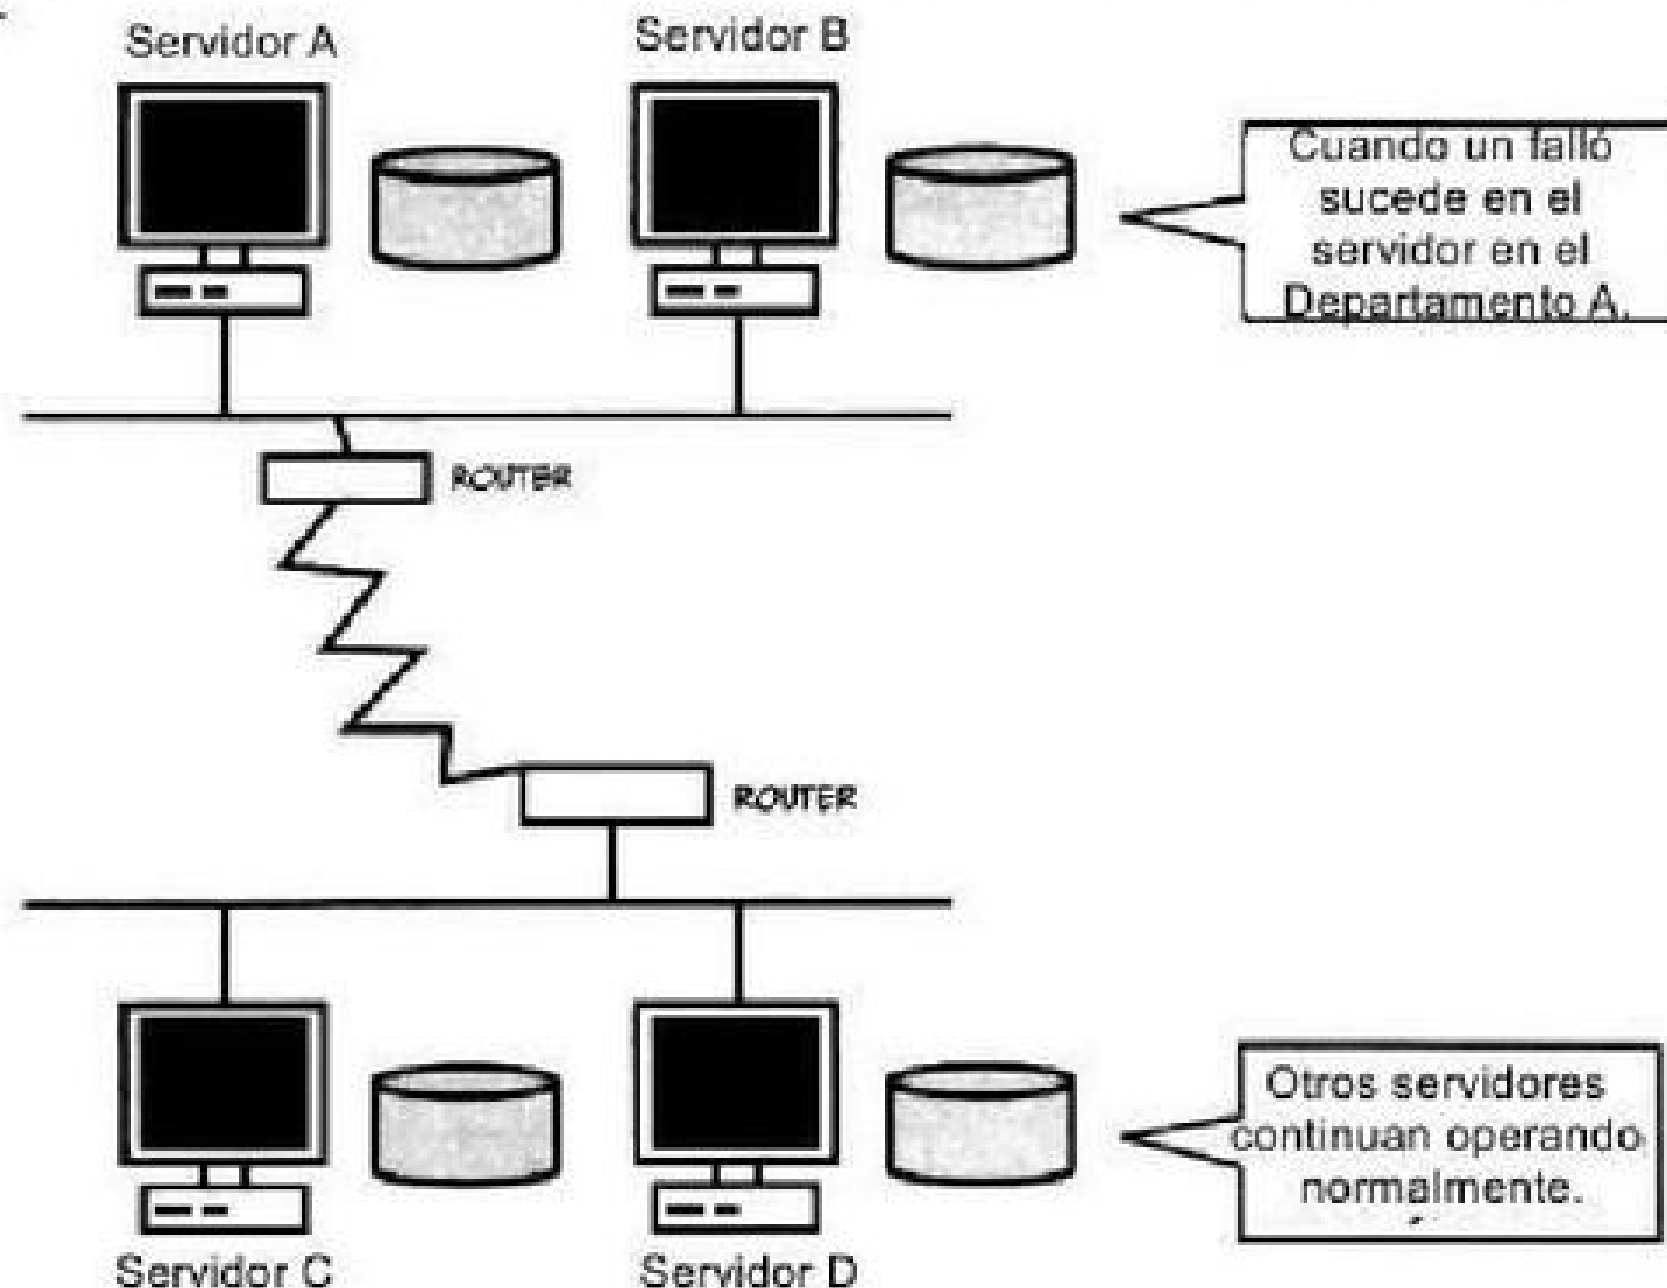 Servidor A
Servidor B
Cuando un falló
sucede en el
servidor en el
Departamento A.
ROUTER
ROUTER
Otros servidores
continuan operando
normalmente.
Servidor C
Servidor D